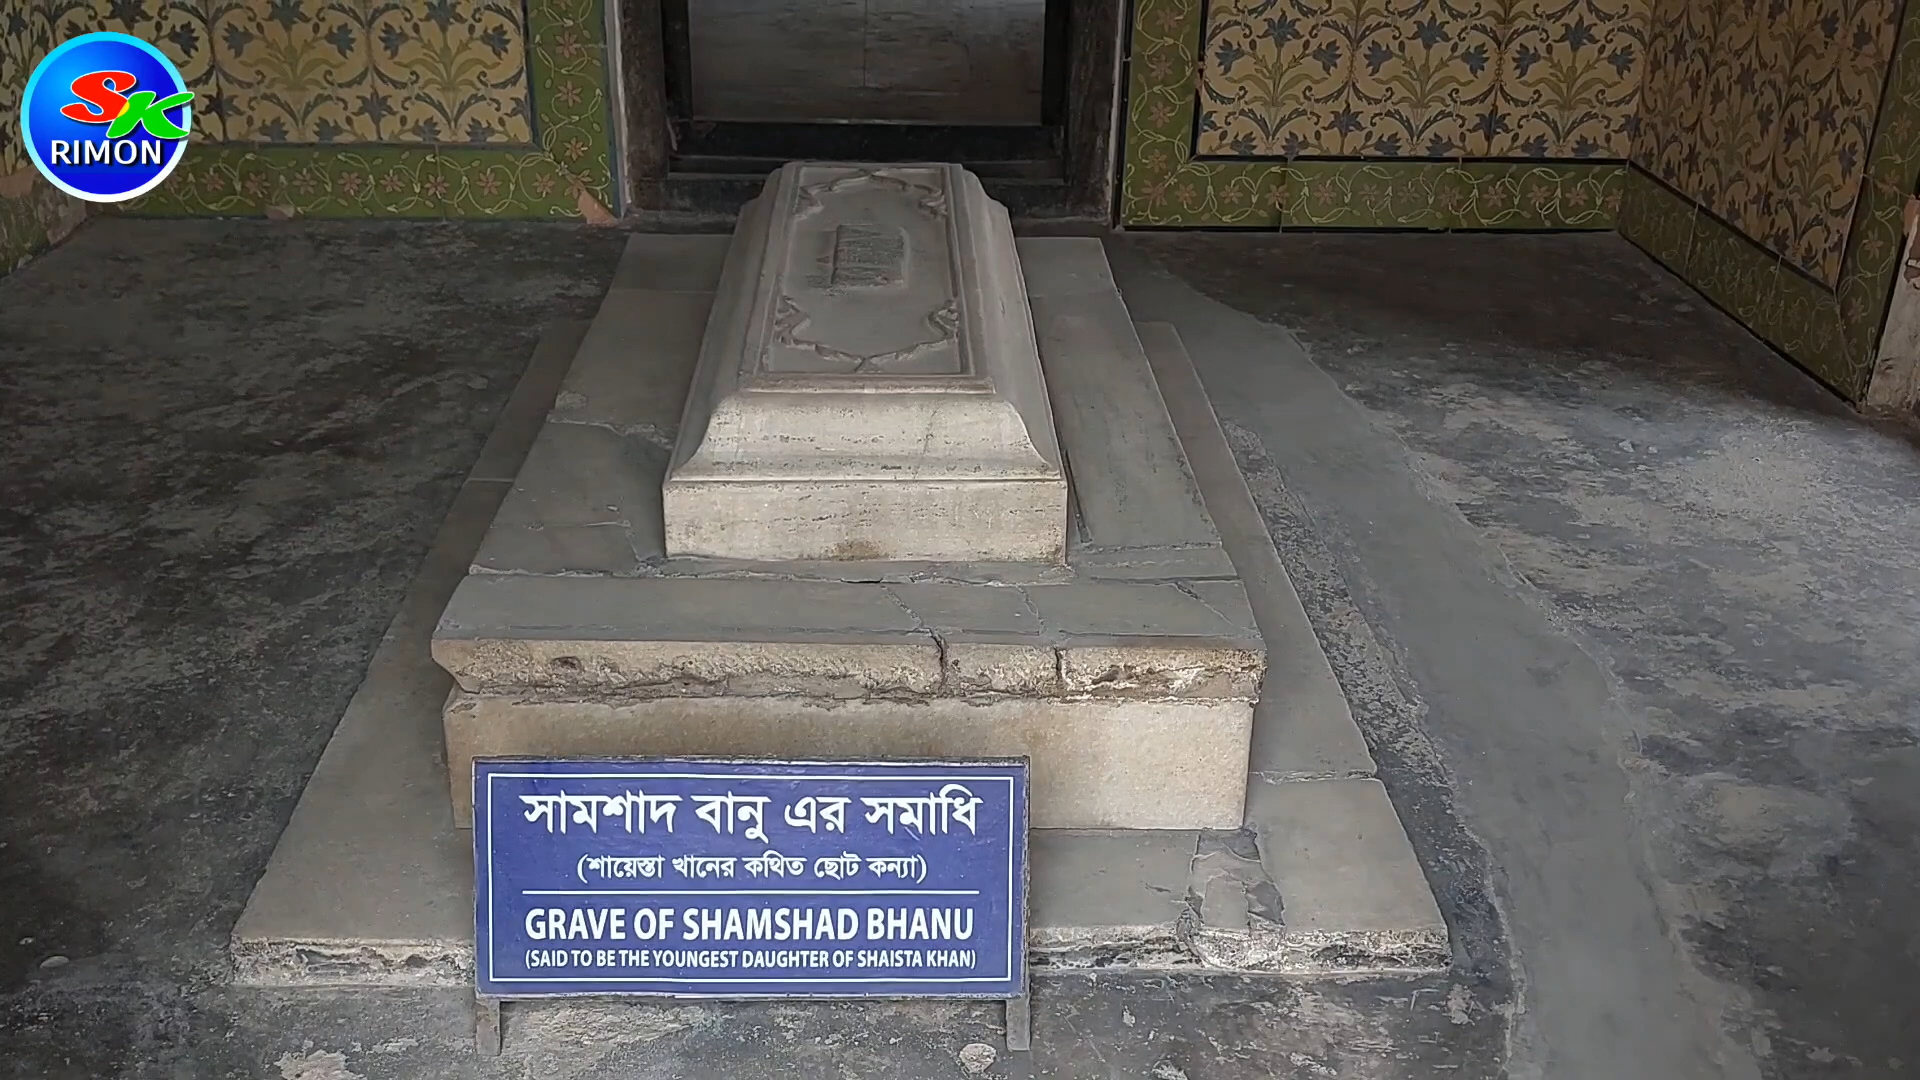 SK
RIMON
সামশাদ বানু এর সমাধি
(শায়েস্তা খানের কথিত ছোট কন্যা)
GRAVE OF SHAMSHAD BHANU
(SAID TO BE THE YOUNGEST DAUGHTER OF SHAISTA KHAN)